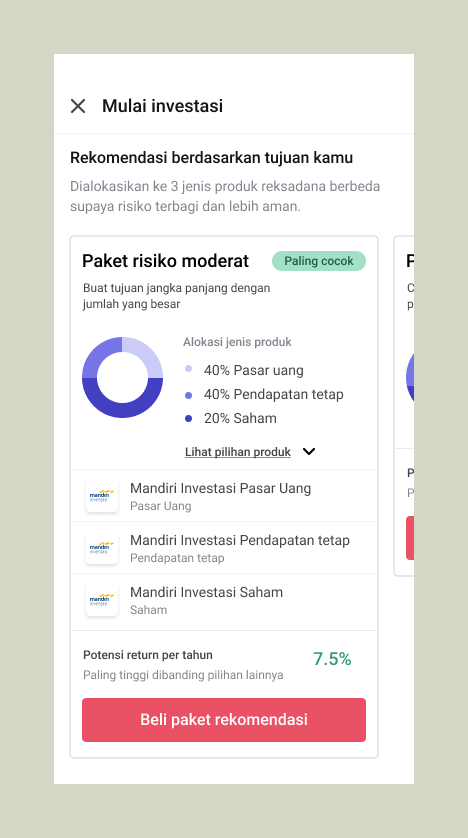 Mulai investasi
Rekomendasi berdasarkan tujuan kamu
Dialokasikan ke 3 jenis produk reksadana berbeda
supaya risiko terbagi dan lebih aman.
Paket risiko moderat
Paling cocok
Buat tujuan jangka panjang dengan
jumlah yang besar
Alokasi jenis produk
40% Pasar uang
40% Pendapatan tetap
20% Saham
Lihat pilihan produk
mandiri
investasi
Mandiri Investasi Pasar Uang
Pasar Uang
mandiri
investasi
Mandiri Investasi Pendapatan tetap
Pendapatan tetap
mandiri
investasi
Mandiri Investasi Saham
Saham
Potensi return per tahun
7.5%
Paling tinggi dibanding pilihan lainnya
Beli paket rekomendasi